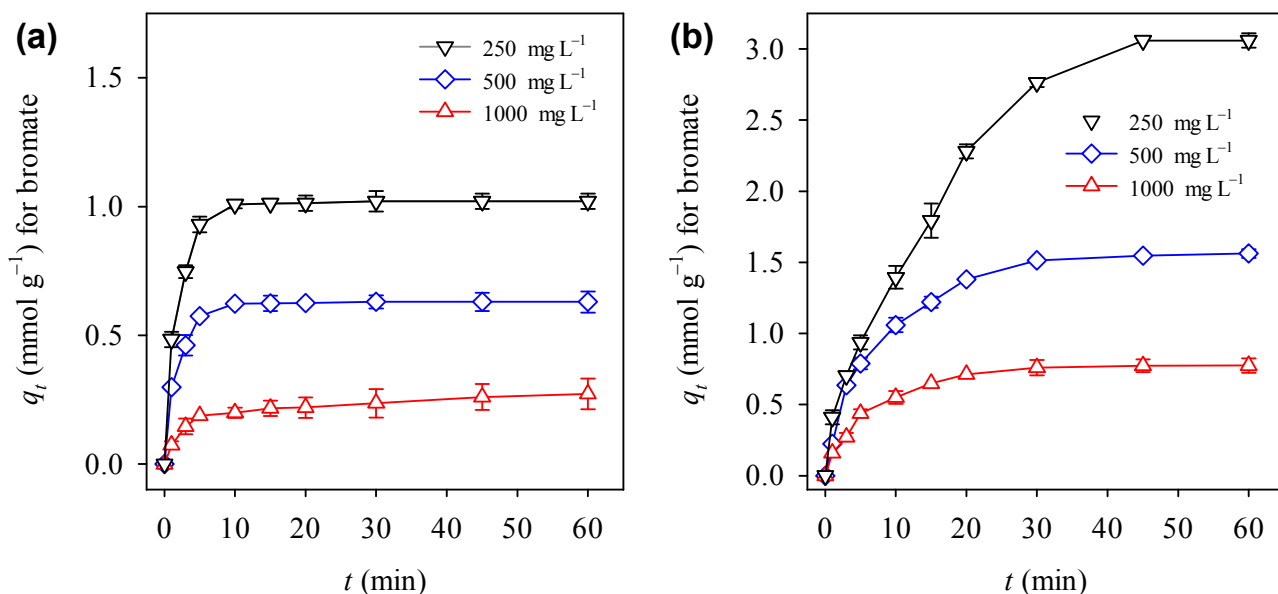 (a)
250 mg L⁻¹
500 mg L⁻¹
1000 mg L⁻¹
1.5
1.0
0.5
0.0
qt (mmol g⁻¹) for bromate
0 10 20 30 40 50 60
t (min)
(b)
250 mg L⁻¹
500 mg L⁻¹
1000 mg L⁻¹
3.0
2.5
2.0
1.5
1.0
0.5
0.0
qt (mmol g⁻¹) for bromate
0 10 20 30 40 50 60
t (min)